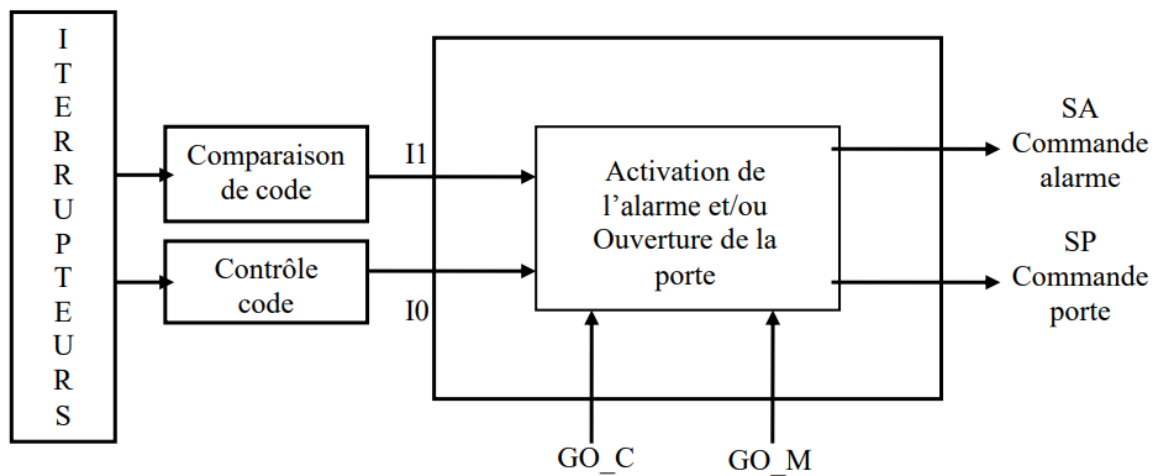 I
T
E
R
R
U
P
T
E
U
R
S
Comparaison
de code
Contrôle
code
I1
I0
Activation de
l’alarme et/ou
Ouverture de la
porte
SA
Commande
alarme
SP
Commande
porte
GO_C
GO_M